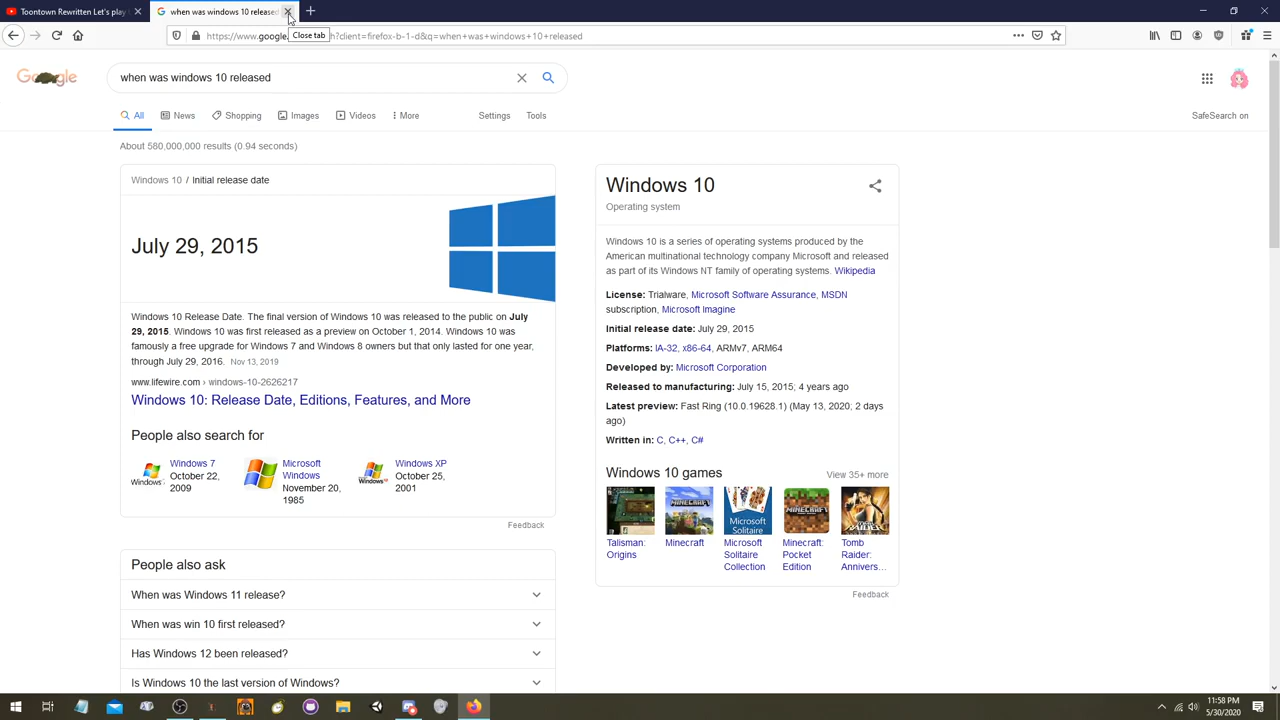 Toontown Rewritten Let's play
when was windows 10 released
Close tab
https://www.google.
h?client=firefox-b-1-d&q=when+was+windows+10+released
when was windows 10 released
All
News
Shopping
Images
Videos
More
Settings
Tools
SafeSearch on
About 580,000,000 results (0.94 seconds)
Windows 10 / Initial release date
July 29, 2015
Windows 10 Release Date. The final version of Windows 10 was released to the public on July
29, 2015. Windows 10 was first released as a preview on October 1, 2014. Windows 10 was
famously a free upgrade for Windows 7 and Windows 8 owners but that only lasted for one year,
through July 29, 2016. Nov 13, 2019
www.lifewire.com › windows-10-2626217
Windows 10: Release Date, Editions, Features, and More
People also search for
Windows 7
October 22,
2009
Microsoft
Windows
November 20,
1985
Windows XP
October 25,
2001
Feedback
People also ask
When was Windows 11 release?
When was win 10 first released?
Has Windows 12 been released?
Is Windows 10 the last version of Windows?
Windows 10
Operating system
Windows 10 is a series of operating systems produced by the
American multinational technology company Microsoft and released
as part of its Windows NT family of operating systems. Wikipedia
License: Trialware, Microsoft Software Assurance, MSDN
subscription, Microsoft Imagine
Initial release date: July 29, 2015
Platforms: IA-32, x86-64, ARMv7, ARM64
Developed by: Microsoft Corporation
Released to manufacturing: July 15, 2015; 4 years ago
Latest preview: Fast Ring (10.0.19628.1) (May 13, 2020; 2 days
ago)
Written in: C, C++, C#
Windows 10 games
View 35+ more
MINECRAFT
Microsoft
Solitaire
MINECRAFT
Talisman:
Origins
Minecraft
Microsoft
Solitaire
Collection
Minecraft:
Pocket
Edition
Tomb
Raider:
Annivers...
Feedback
11:58 PM
5/30/2020